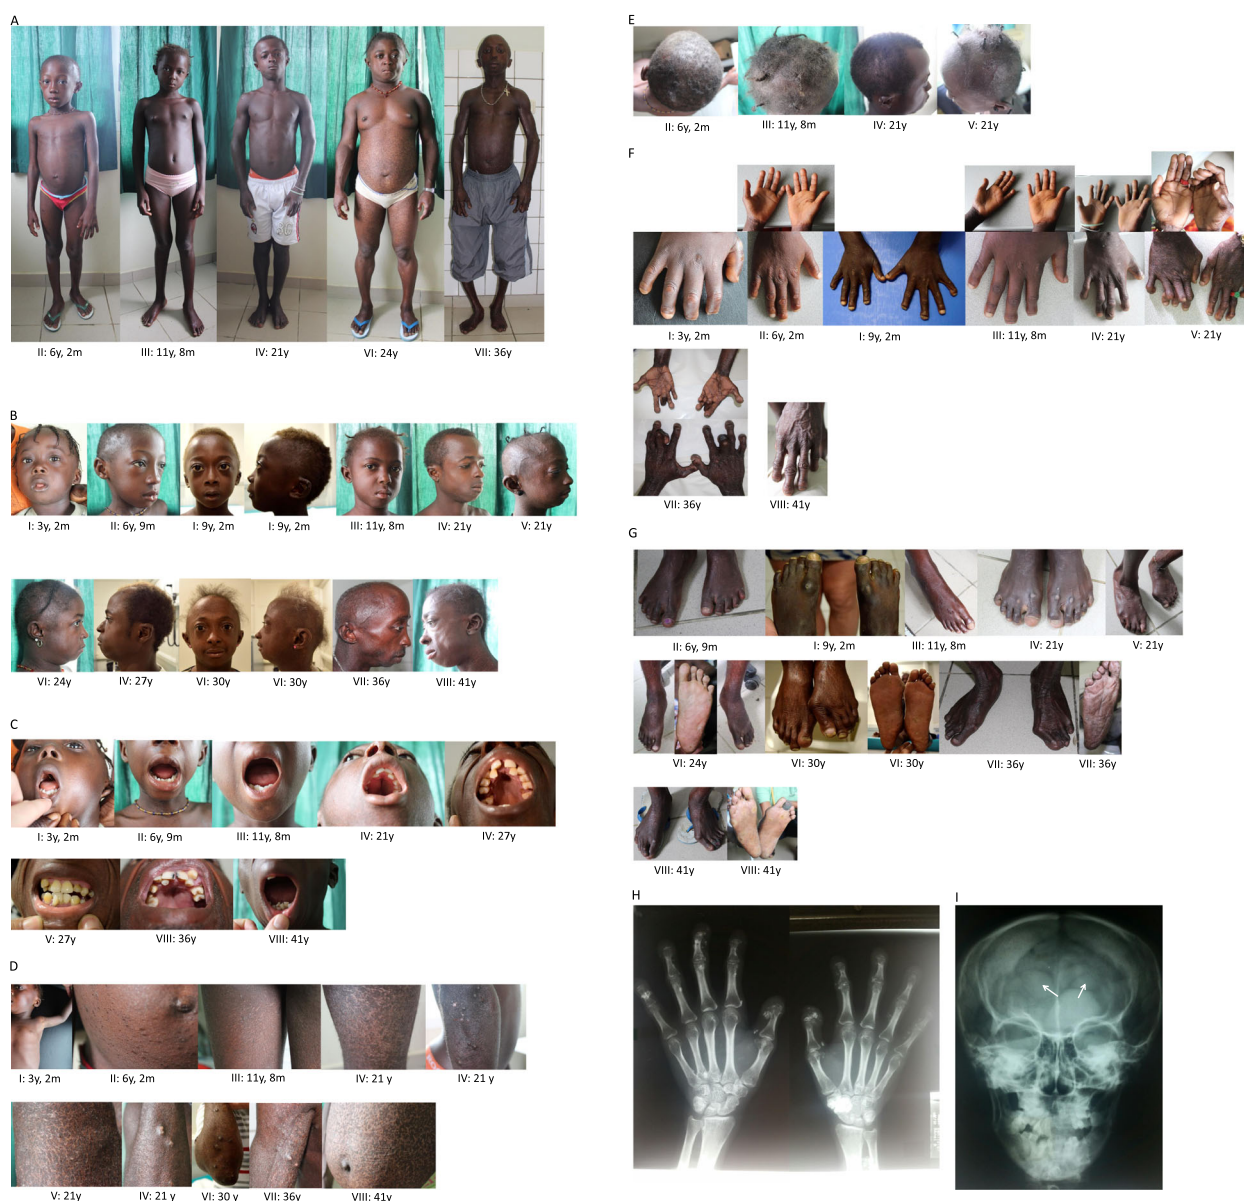 A
II: 6y, 2m
III: 11y, 8m
IV: 21y
VI: 24y
VII: 36y
B
I: 3y, 2m
II: 6y, 9m
I: 9y, 2m
I: 9y, 2m
III: 11y, 8m
IV: 21y
V: 21y
VI: 24y
IV: 27y
VI: 30y
VI: 30y
VII: 36y
VIII: 41y
C
I: 3y, 2m
II: 6y, 9m
III: 11y, 8m
IV: 21y
IV: 27y
V: 27y
VIII: 36y
VIII: 41y
D
I: 3y, 2m
II: 6y, 2m
III: 11y, 8m
IV: 21 y
IV: 21 y
V: 21y
IV: 21 y
VI: 30 y
VII: 36y
VIII: 41y
E
II: 6y, 2m
III: 11y, 8m
IV: 21y
V: 21y
F
I: 3y, 2m
II: 6y, 2m
I: 9y, 2m
III: 11y, 8m
IV: 21y
V: 21y
VII: 36y
VIII: 41y
G
II: 6y, 9m
I: 9y, 2m
III: 11y, 8m
IV: 21y
V: 21y
VI: 24y
VI: 30y
VI: 30y
VII: 36y
VII: 36y
VIII: 41y
VIII: 41y
H
I